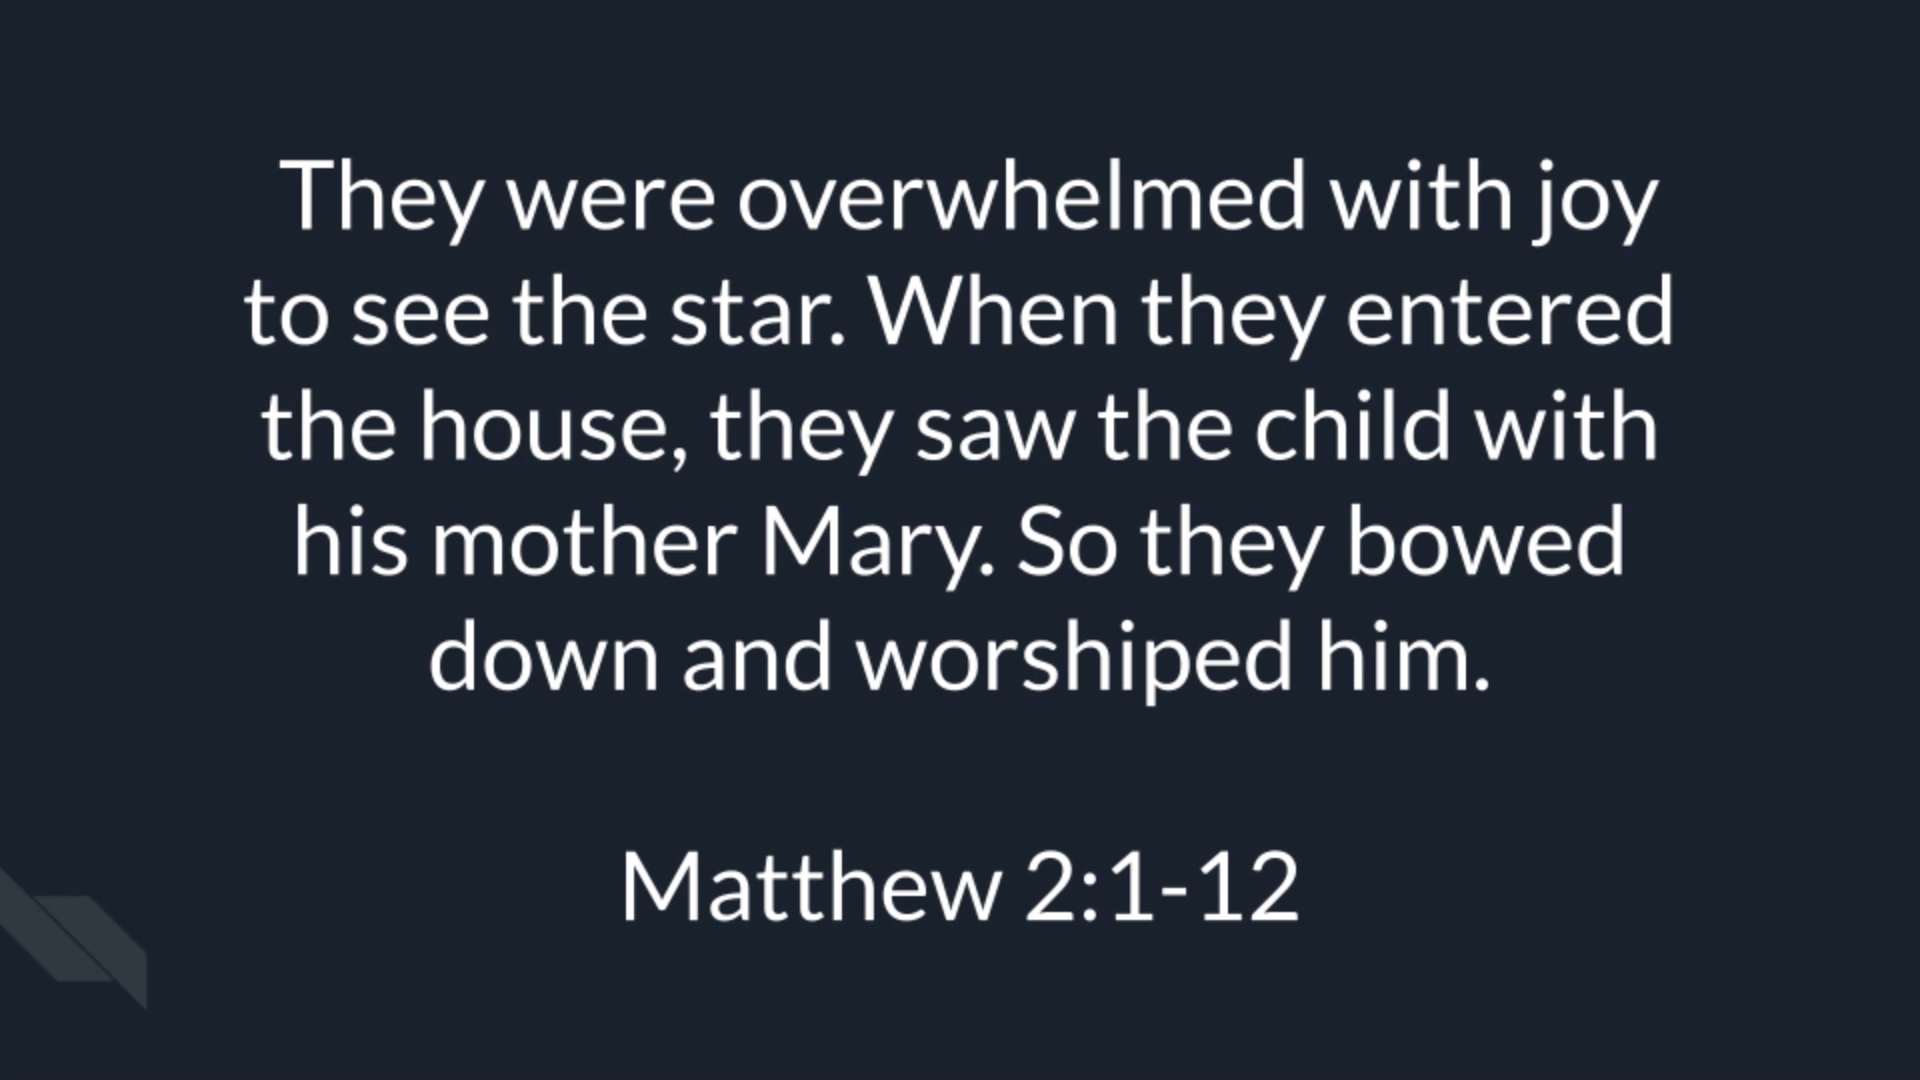 They were overwhelmed with joy
to see the star. When they entered
the house, they saw the child with
his mother Mary. So they bowed
down and worshiped him.
Matthew 2:1-12